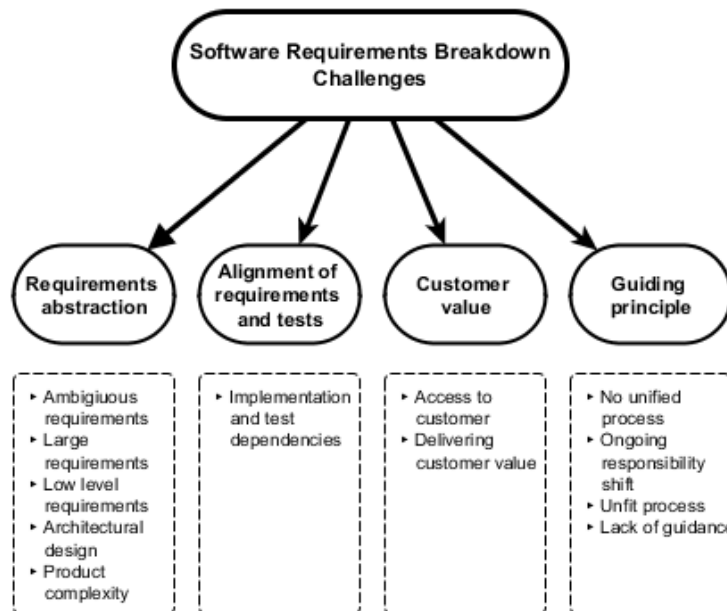 Software Requirements Breakdown
Challenges
Requirements
abstraction
Alignment of
requirements
and tests
Customer
value
Guiding
principle
‣ Ambigiuous
requirements
‣ Large
requirements
‣ Low level
requirements
‣ Architectural
design
‣ Product
complexity
‣ Implementation
and test
dependencies
‣ Access to
customer
‣ Delivering
customer value
‣ No unified
process
‣ Ongoing
responsibility
shift
‣ Unfit process
‣ Lack of guidance